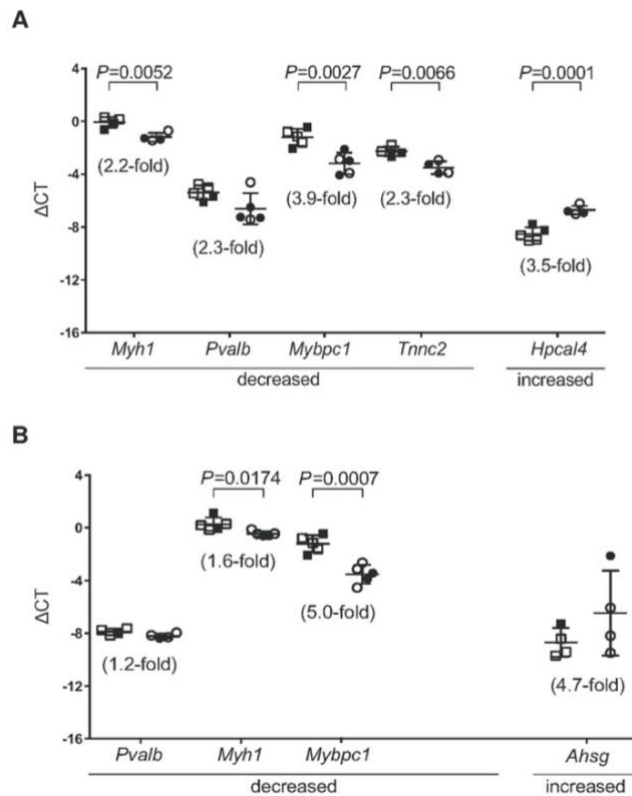 A
4
P=0.0052 P=0.0027 P=0.0066 P=0.0001
0
(2.2-fold)
-4
ΔCT
(3.9-fold) (2.3-fold)
-8
(2.3-fold)
(3.5-fold)
-12
-16
Myh1 Pvalb Mybpc1 Tnnc2 Hpcal4
decreased increased
B
4
P=0.0174 P=0.0007
0
(1.6-fold)
-4
ΔCT
(5.0-fold)
-8
(1.2-fold)
(4.7-fold)
-12
-16
Pvalb Myh1 Mybpc1 Ahsg
decreased increased